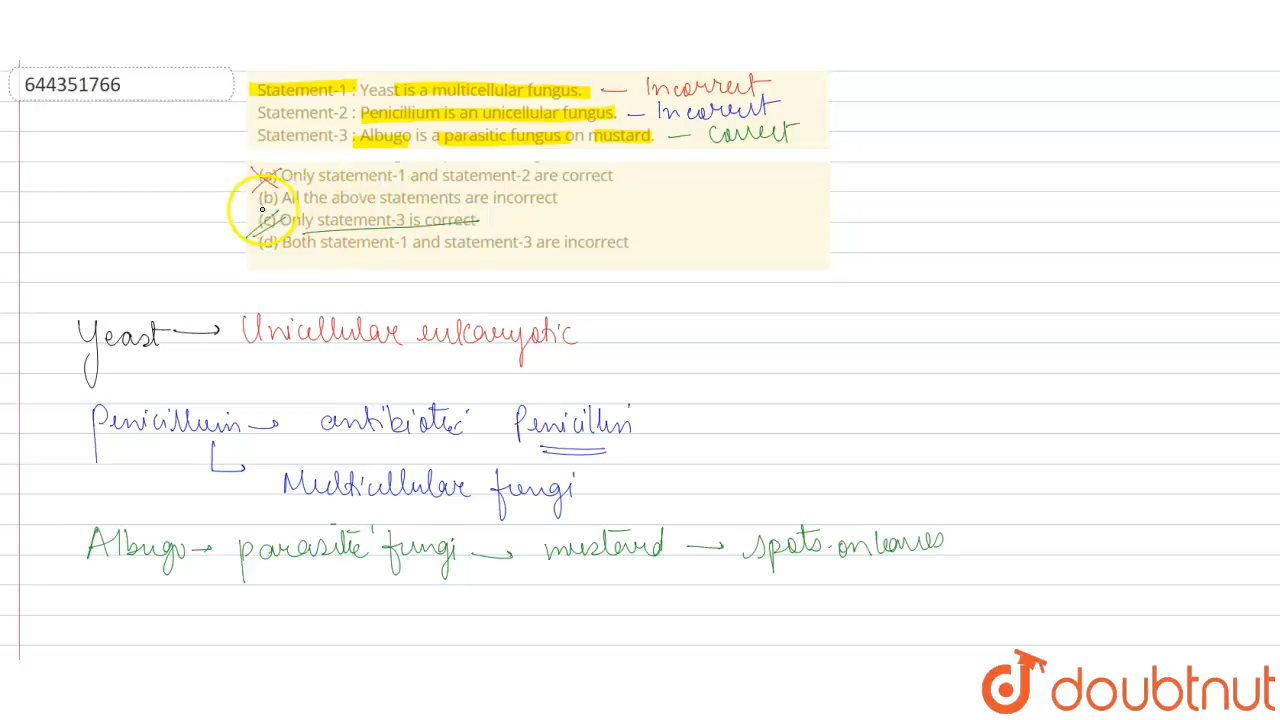 644351766
Statement-1 : Yeast is a multicellular fungus. — Incorrect
Statement-2 : Penicillium is an unicellular fungus. — Incorrect
Statement-3 : Albugo is a parasitic fungus on mustard. — Correct
(a) Only statement-1 and statement-2 are correct
(b) All the above statements are incorrect
(c) Only statement-3 is correct
(d) Both statement-1 and statement-3 are incorrect
Yeast → Unicellular eukaryotic
Penicillium → antibiotic Penicillin
Multicellular fungi
Albugo → parasitic fungi → mustard → spots on leaves
doubtnut